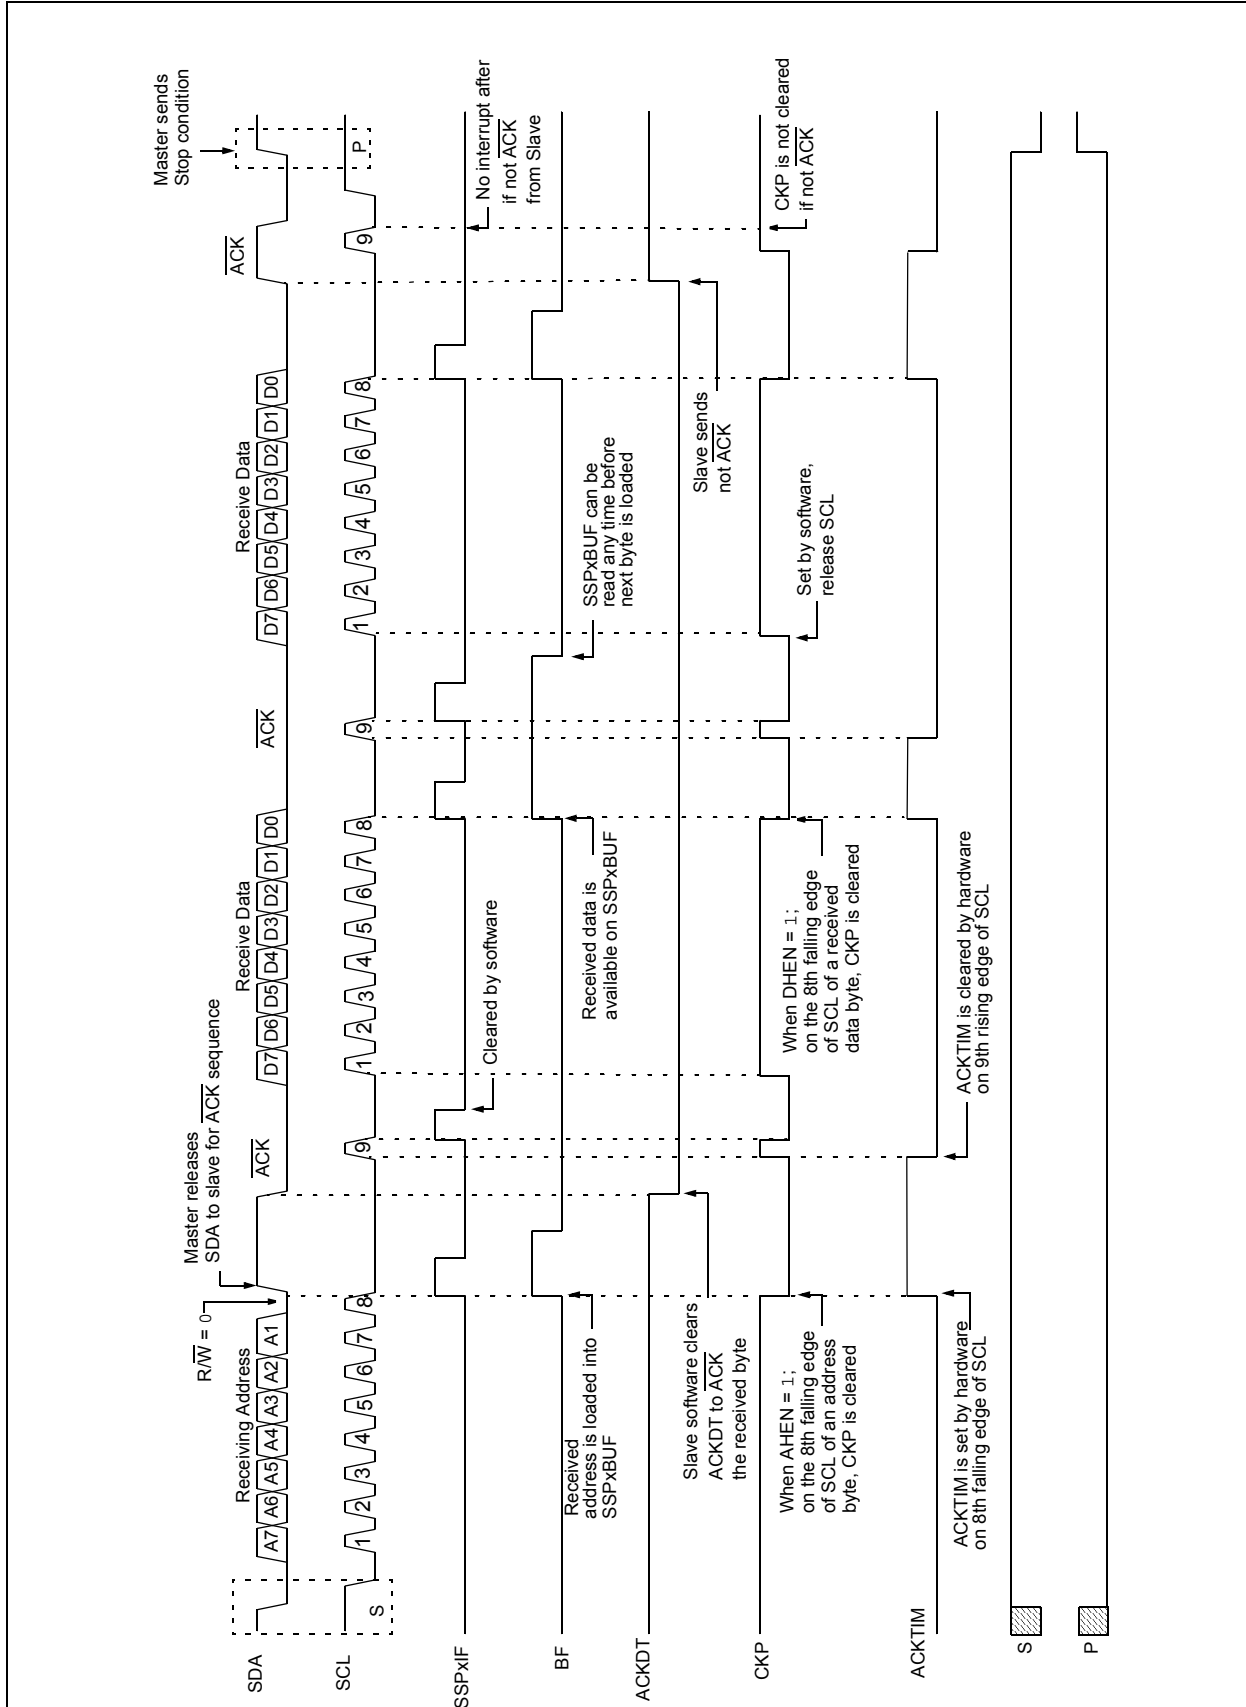 Master releases
SDA to slave for ACK sequence
Master sends
Stop condition
R/W = 0
Receiving Address
Receive Data
Receive Data
ACK
ACK
ACK
SDA
A7 A6 A5 A4 A3 A2 A1
D7 D6 D5 D4 D3 D2 D1 D0
D7 D6 D5 D4 D3 D2 D1 D0
SCL
S
1 2 3 4 5 6 7 8 9
1 2 3 4 5 6 7 8 9
1 2 3 4 5 6 7 8 9
P
SSPxIF
Cleared by software
No interrupt after
if not ACK
from Slave
BF
Received
address is loaded into
SSPxBUF
Received data is
available on SSPxBUF
SSPxBUF can be
read any time before
next byte is loaded
ACKDT
Slave software clears
ACKDT to ACK
the received byte
Slave sends
not ACK
CKP
When AHEN = 1;
on the 8th falling edge
of SCL of an address
byte, CKP is cleared
When DHEN = 1;
on the 8th falling edge
of SCL of a received
data byte, CKP is cleared
Set by software,
release SCL
CKP is not cleared
if not ACK
ACKTIM
ACKTIM is set by hardware
on 8th falling edge of SCL
ACKTIM is cleared by hardware
on 9th rising edge of SCL
S
P